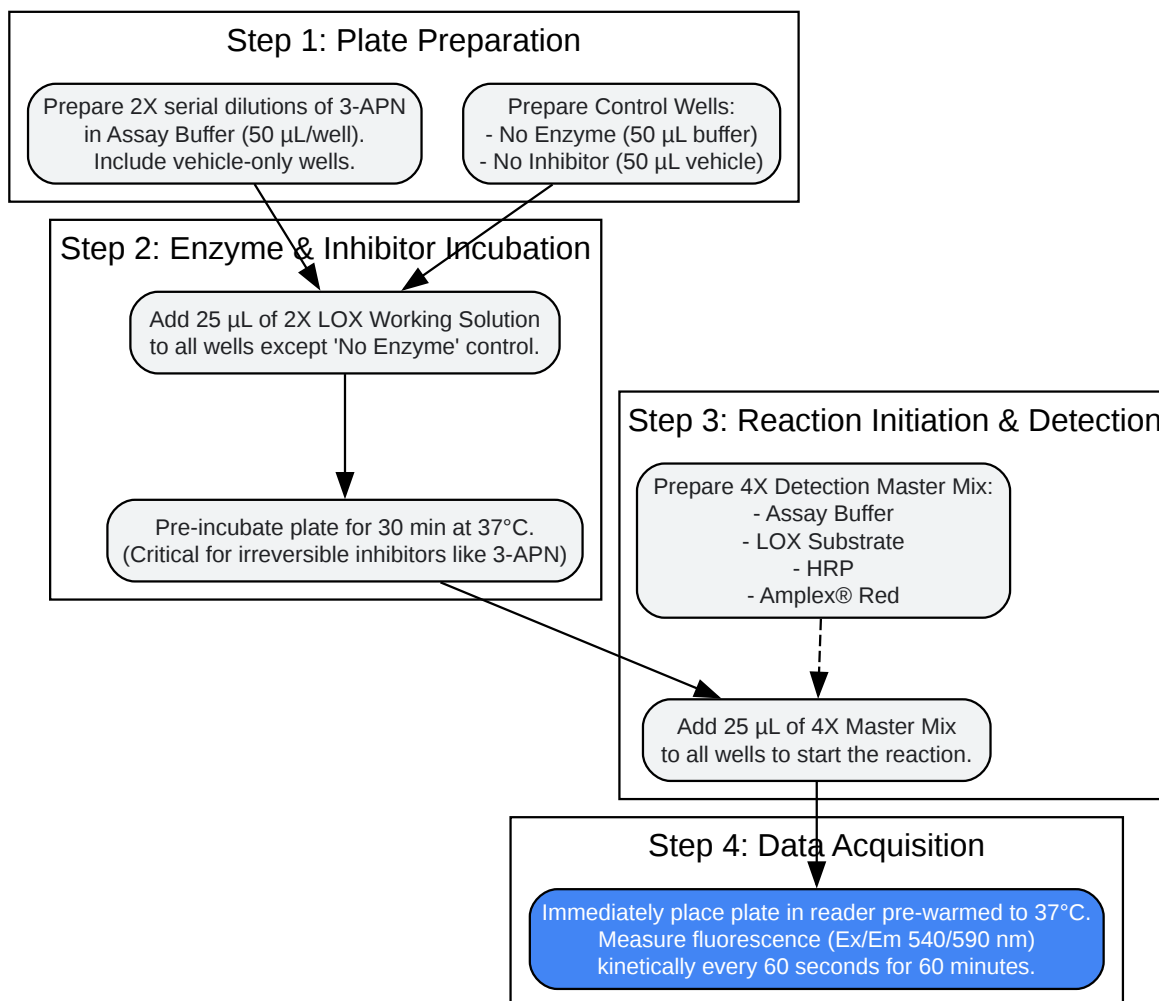 Step 1: Plate Preparation
Prepare 2X serial dilutions of 3-APN
in Assay Buffer (50 µL/well).
Include vehicle-only wells.
Prepare Control Wells:
- No Enzyme (50 µL buffer)
- No Inhibitor (50 µL vehicle)
Step 2: Enzyme & Inhibitor Incubation
Add 25 µL of 2X LOX Working Solution
to all wells except 'No Enzyme' control.
Pre-incubate plate for 30 min at 37°C.
(Critical for irreversible inhibitors like 3-APN)
Step 3: Reaction Initiation & Detection
Prepare 4X Detection Master Mix:
- Assay Buffer
- LOX Substrate
- HRP
- Amplex® Red
Add 25 µL of 4X Master Mix
to all wells to start the reaction.
Step 4: Data Acquisition
Immediately place plate in reader pre-warmed to 37°C.
Measure fluorescence (Ex/Em 540/590 nm)
kinetically every 60 seconds for 60 minutes.